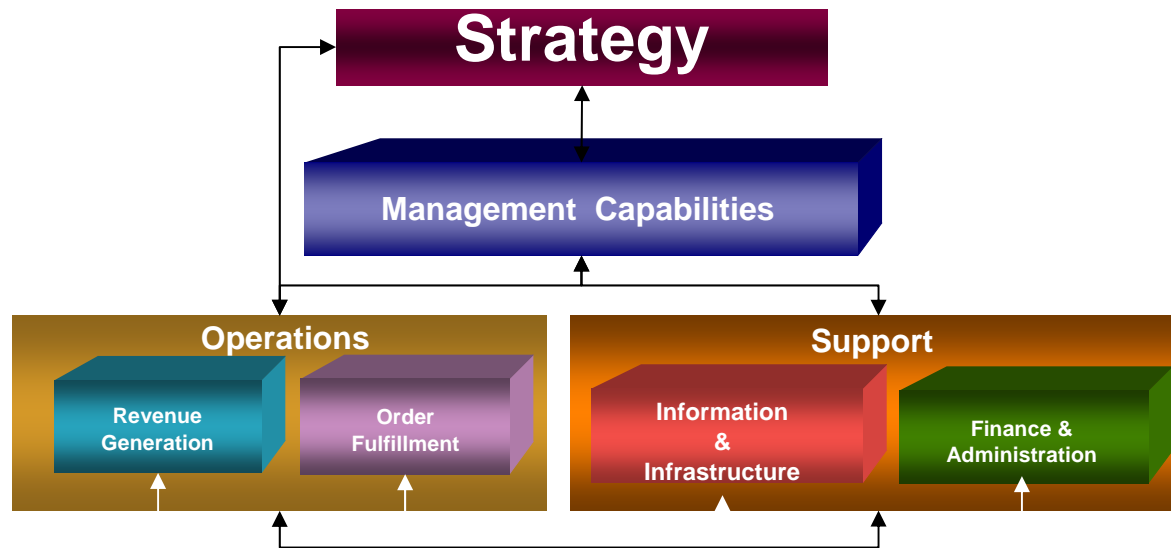 Strategy
Management Capabilities
Operations
Revenue
Generation
Order
Fulfillment
Support
Information
&
Infrastructure
Finance &
Administration